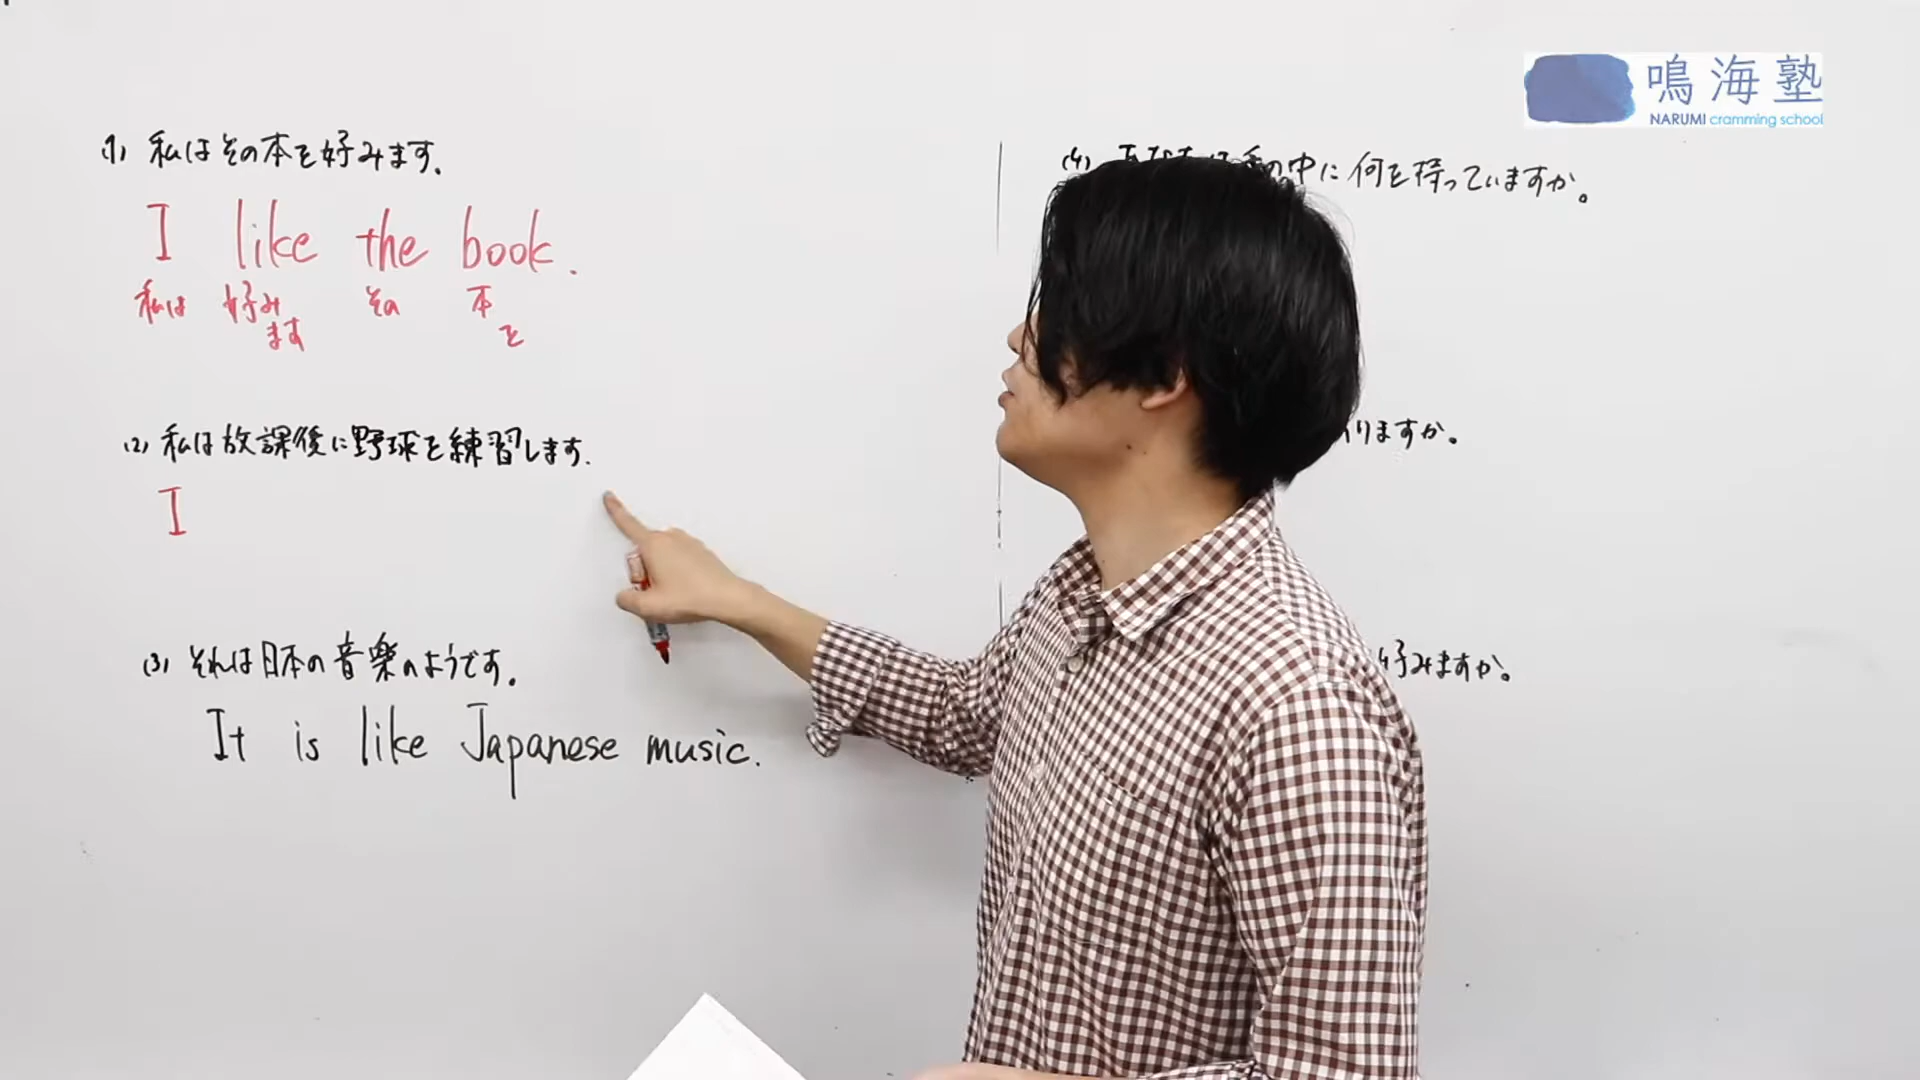 鳴海塾
NARUMI cramming school
(1) 私はその本を好みます.
I like the book.
私は 好み その 本
ます を
(2) 私は放課後に野球を練習します.
I
(3) それは日本の音楽のようです.
It is like Japanese music.
(4) の中に何を持っていますか。
りますか。
好みますか。